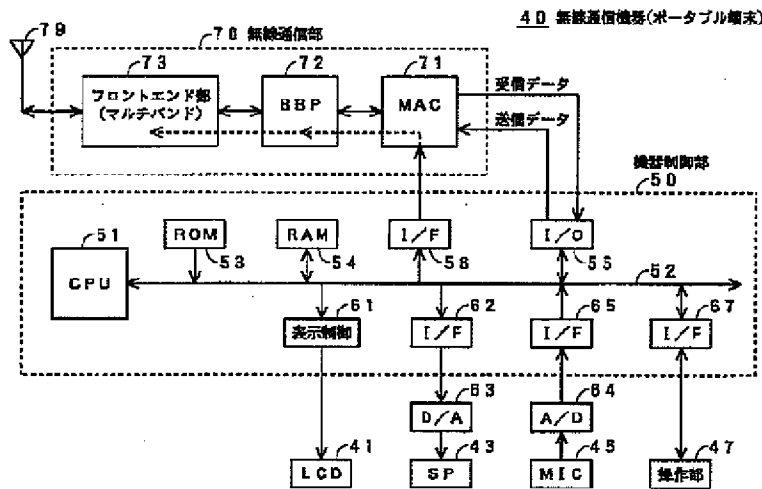 40 無線通信機器(ポータブル端末)
79
70 無線通信部
73
72
71
フロントエンド部
(マルチバンド)
BBP
MAC
受信データ
送信データ
機器制御部
50
51
CPU
ROM
53
RAM
54
I/F
58
I/O
56
52
61
表示制御
62
I/F
65
I/F
67
I/F
63
D/A
64
A/D
41
LCD
43
SP
45
MIC
47
操作部